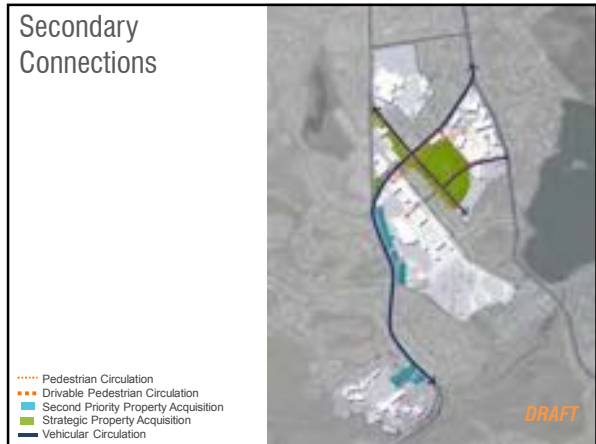 Secondary
Connections
Pedestrian Circulation
Drivable Pedestrian Circulation
Second Priority Property Acquisition
Strategic Property Acquisition
Vehicular Circulation
DRAFT